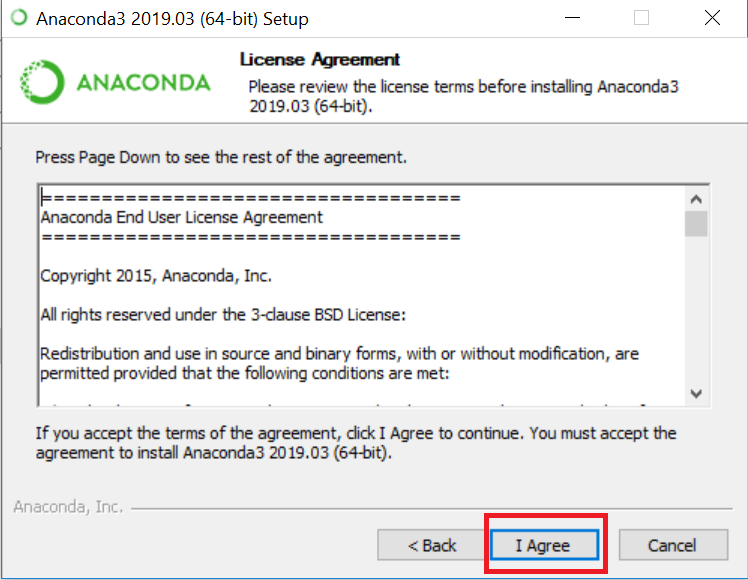 Anaconda3 2019.03 (64-bit) Setup
ANACONDA
License Agreement
Please review the license terms before installing Anaconda3
2019.03 (64-bit).
Press Page Down to see the rest of the agreement.
===================================
Anaconda End User License Agreement
===================================
Copyright 2015, Anaconda, Inc.
All rights reserved under the 3-clause BSD License:
Redistribution and use in source and binary forms, with or without modification, are
permitted provided that the following conditions are met:
If you accept the terms of the agreement, click I Agree to continue. You must accept the
agreement to install Anaconda3 2019.03 (64-bit).
Anaconda, Inc.
< Back
I Agree
Cancel